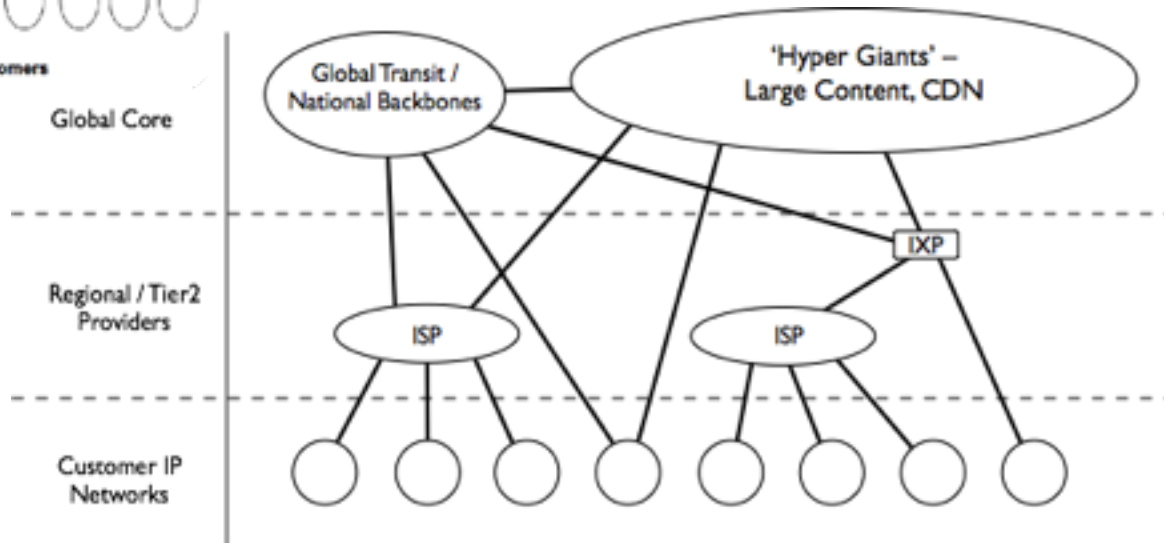 omers
Global Core
Global Transit /
National Backbones
‘Hyper Giants’ –
Large Content, CDN
IXP
Regional / Tier2
Providers
ISP
ISP
Customer IP
Networks